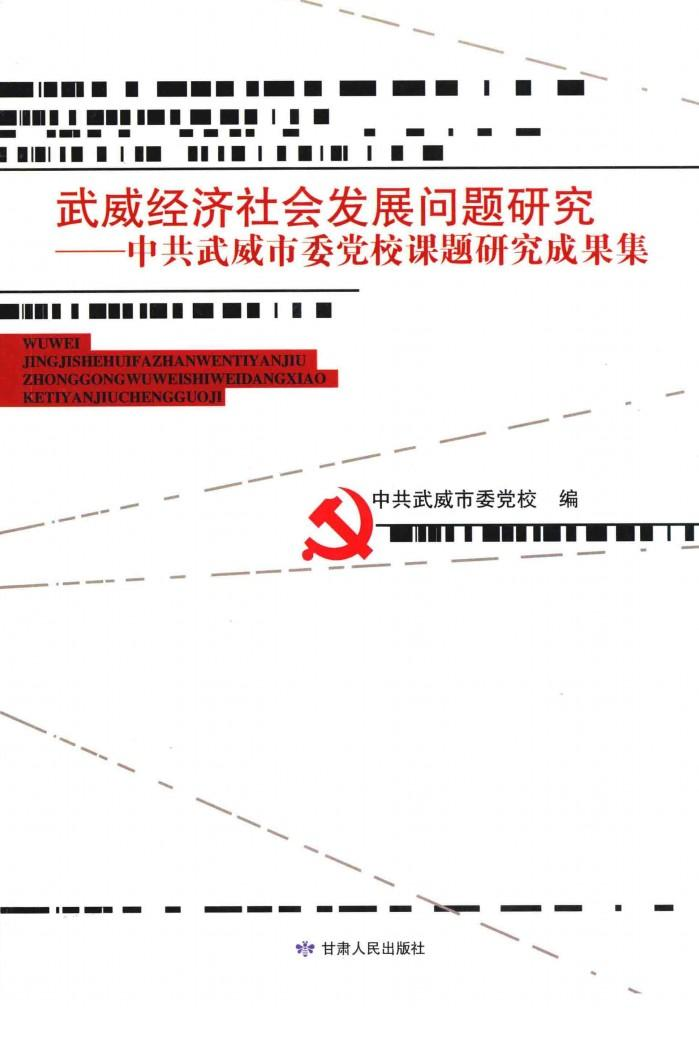 武威经济社会发展问题研究
——中共武威市委党校课题研究成果集
WUWEI
JINGJISHEHUIFAZHANWENTIYANJIU
ZHONGGONGWUWEISHIWEIDANGXIAO
KETIYANJIUCHENGGUOJI
中共武威市委党校 编
甘肃人民出版社